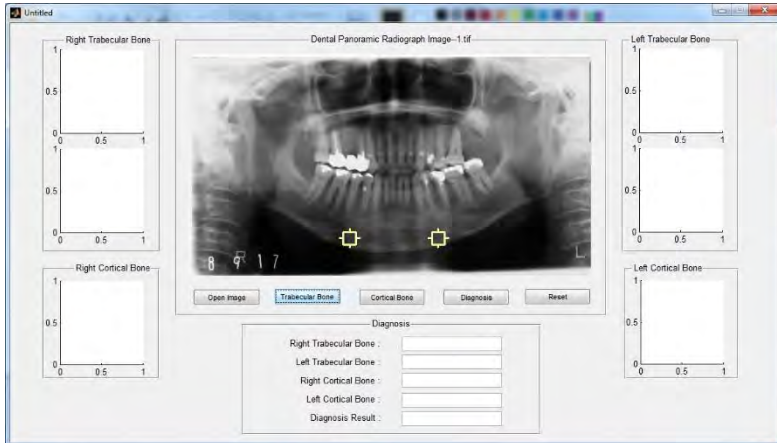 Untitled
Right Trabecular Bone
1
0.5
0
0 0.5 1
1
0.5
0
0 0.5 1
Right Cortical Bone
1
0.5
0
0 0.5 1
Dental Panoramic Radiograph Image--1.tif
R
8 9 1 7
L
Open Image Trabecular Bone Cortical Bone Diagnosis Reset
Diagnosis
Right Trabecular Bone :
Left Trabecular Bone :
Right Cortical Bone :
Left Cortical Bone :
Diagnosis Result :
Left Trabecular Bone
1
0.5
0
0 0.5 1
1
0.5
0
0 0.5 1
Left Cortical Bone
1
0.5
0
0 0.5 1